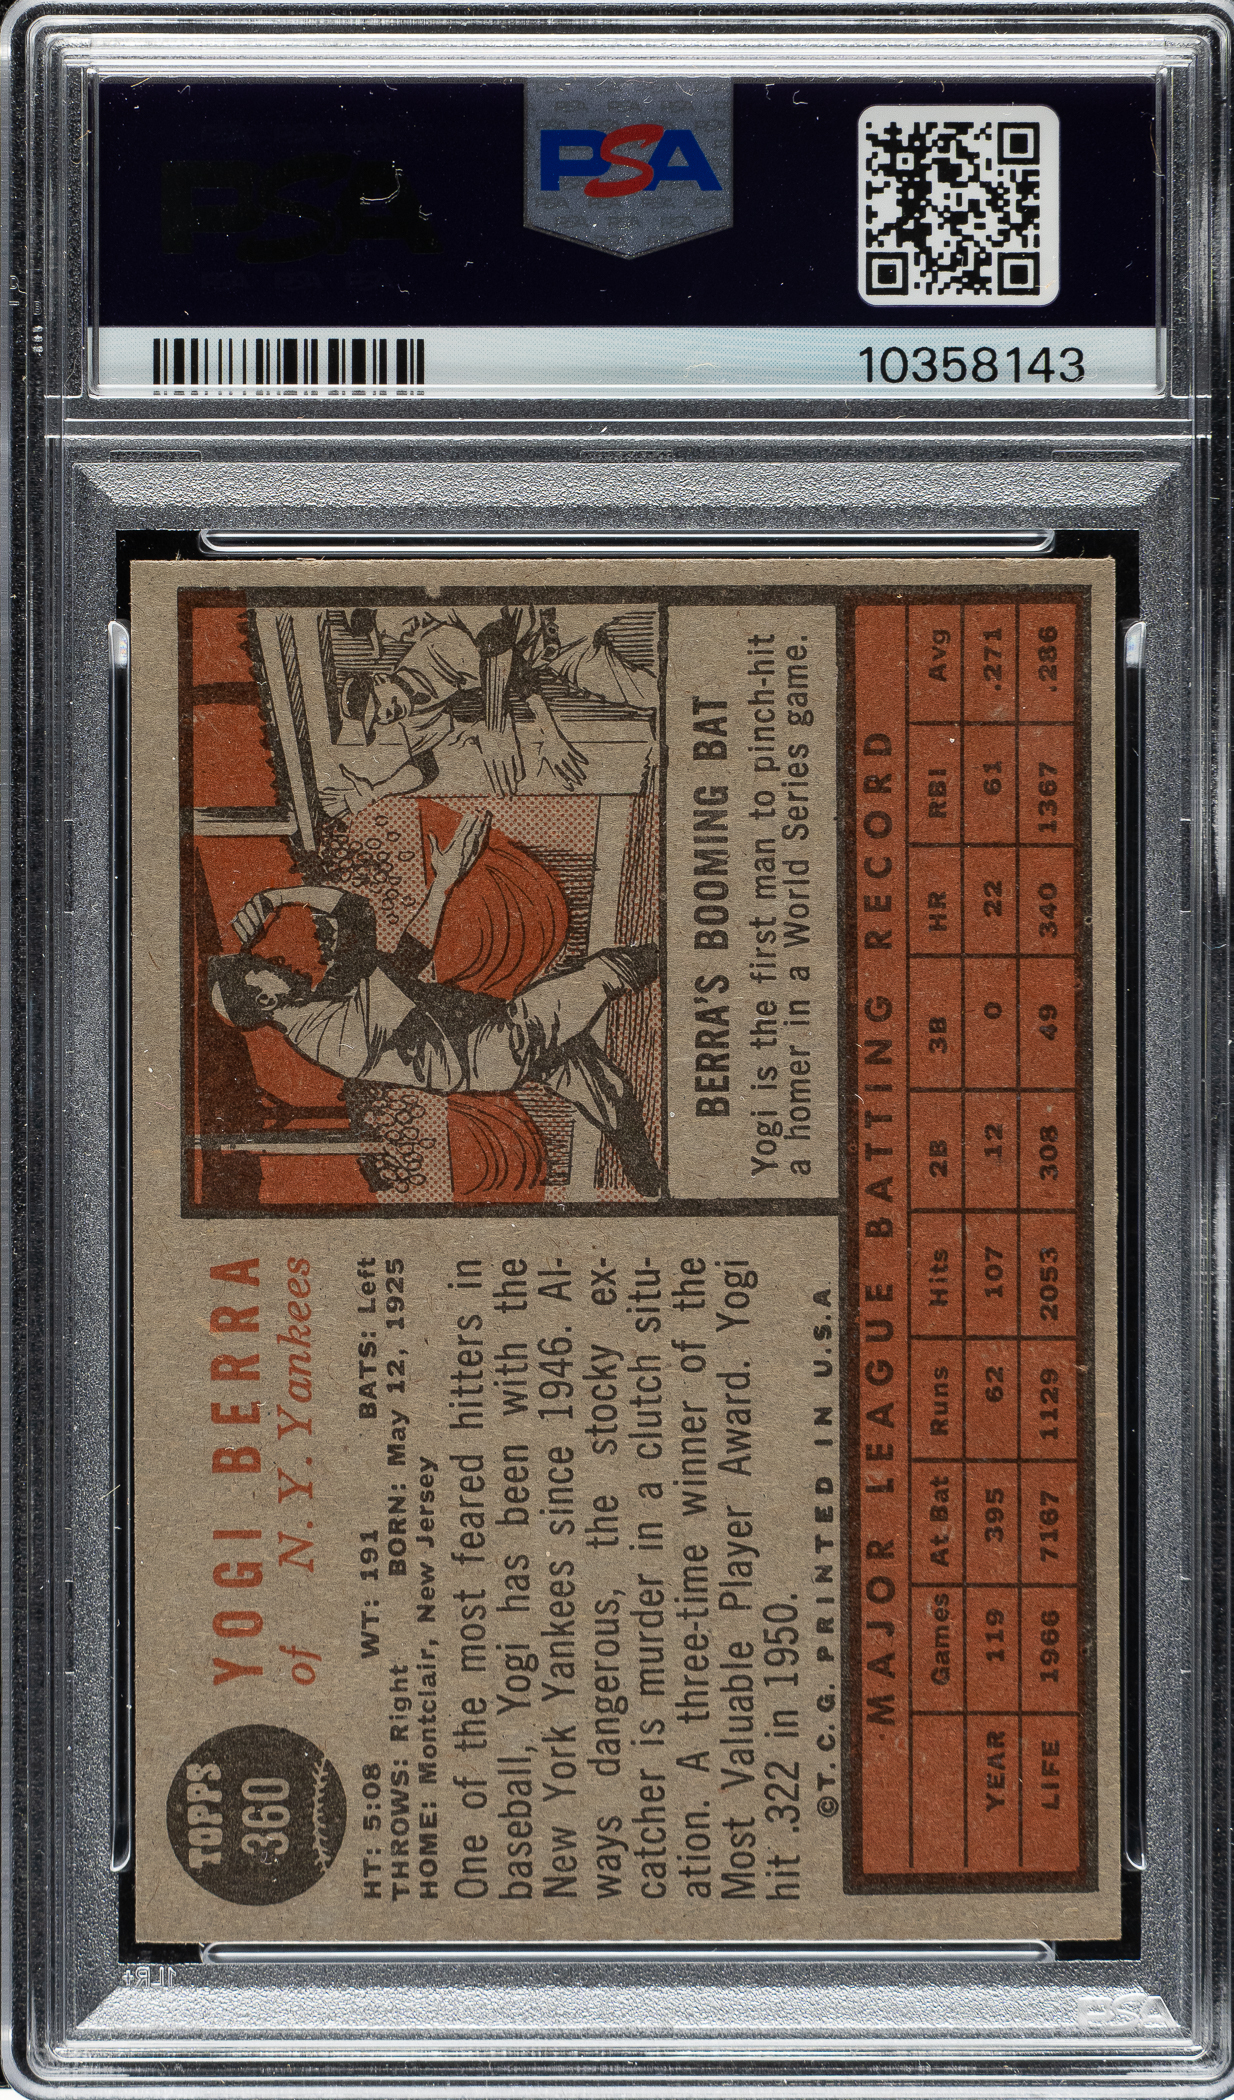 PSA
10358143
TOPPS
360
YOGI BERRA
of N. Y. Yankees
HT: 5:08 WT: 191 BATS: Left
THROWS: Right BORN: May 12, 1925
HOME: Montclair, New Jersey
One of the most feared hitters in
baseball, Yogi has been with the
New York Yankees since 1946. Al-
ways dangerous, the stocky ex-
catcher is murder in a clutch situ-
ation. A three-time winner of the
Most Valuable Player Award. Yogi
hit .322 in 1950.
© T. C. G. PRINTED IN U.S.A
BERRA'S BOOMING BAT
Yogi is the first man to pinch-hit
a homer in a World Series game.
MAJOR LEAGUE BATTING RECORD
Games At Bat Runs Hits 2B 3B HR RBI Avg
YEAR 119 395 62 107 12 0 22 61 .271
LIFE 1966 7167 1129 2053 308 49 340 1367 .286
PSA